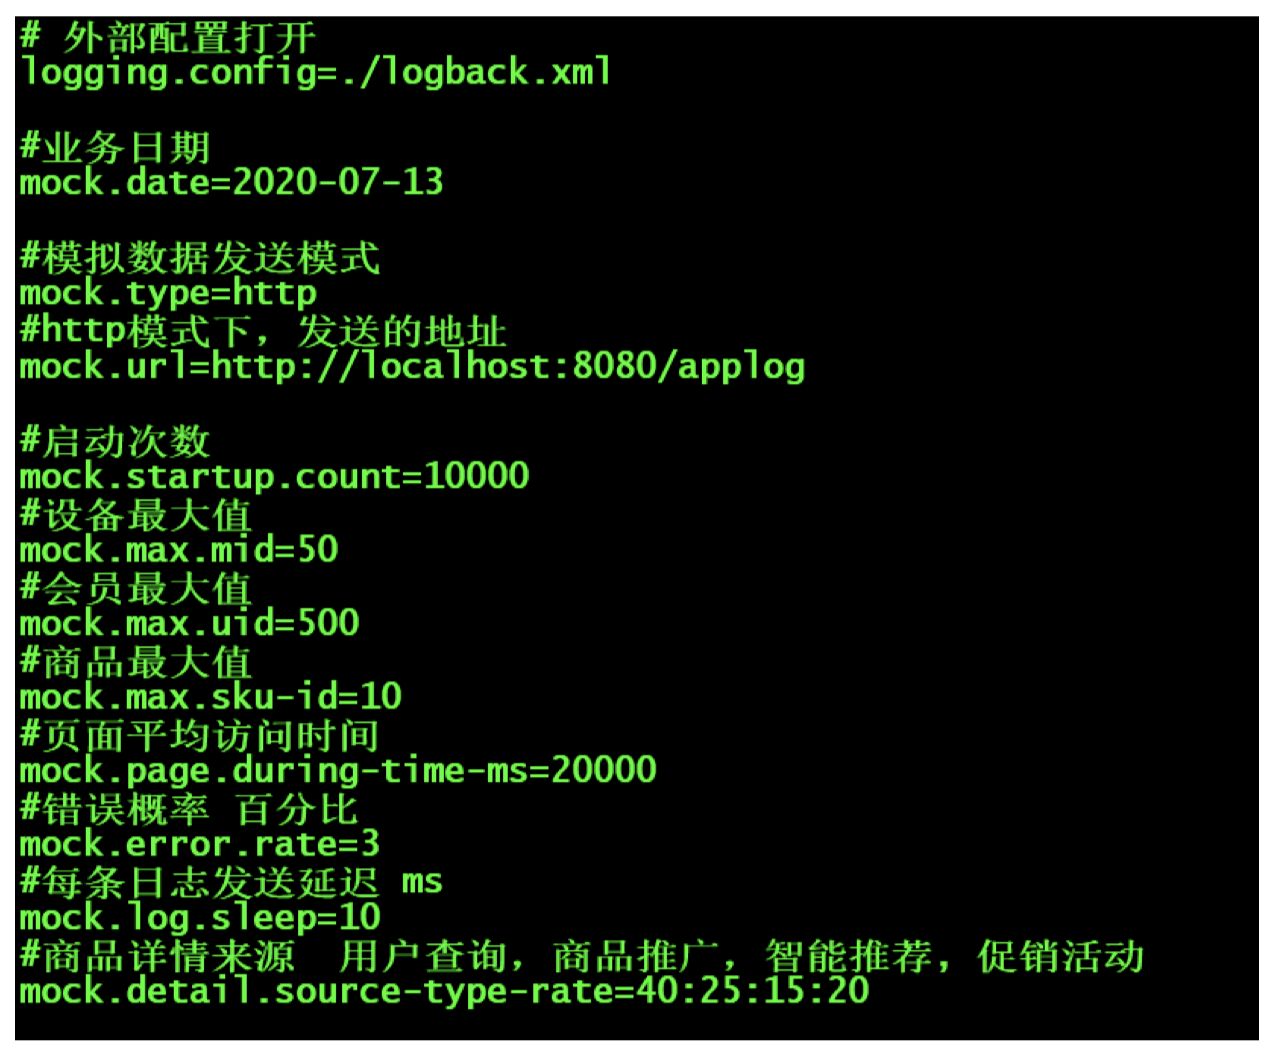 # 外部配置打开
logging.config=./logback.xml
#业务日期
mock.date=2020-07-13
#模拟数据发送模式
mock.type=http
#http模式下，发送的地址
mock.url=http://localhost:8080/applog
#启动次数
mock.startup.count=10000
#设备最大值
mock.max.mid=50
#会员最大值
mock.max.uid=500
#商品最大值
mock.max.sku-id=10
#页面平均访问时间
mock.page.during-time-ms=20000
#错误概率 百分比
mock.error.rate=3
#每条日志发送延迟 ms
mock.log.sleep=10
#商品详情来源  用户查询，商品推广，智能推荐, 促销活动
mock.detail.source-type-rate=40:25:15:20